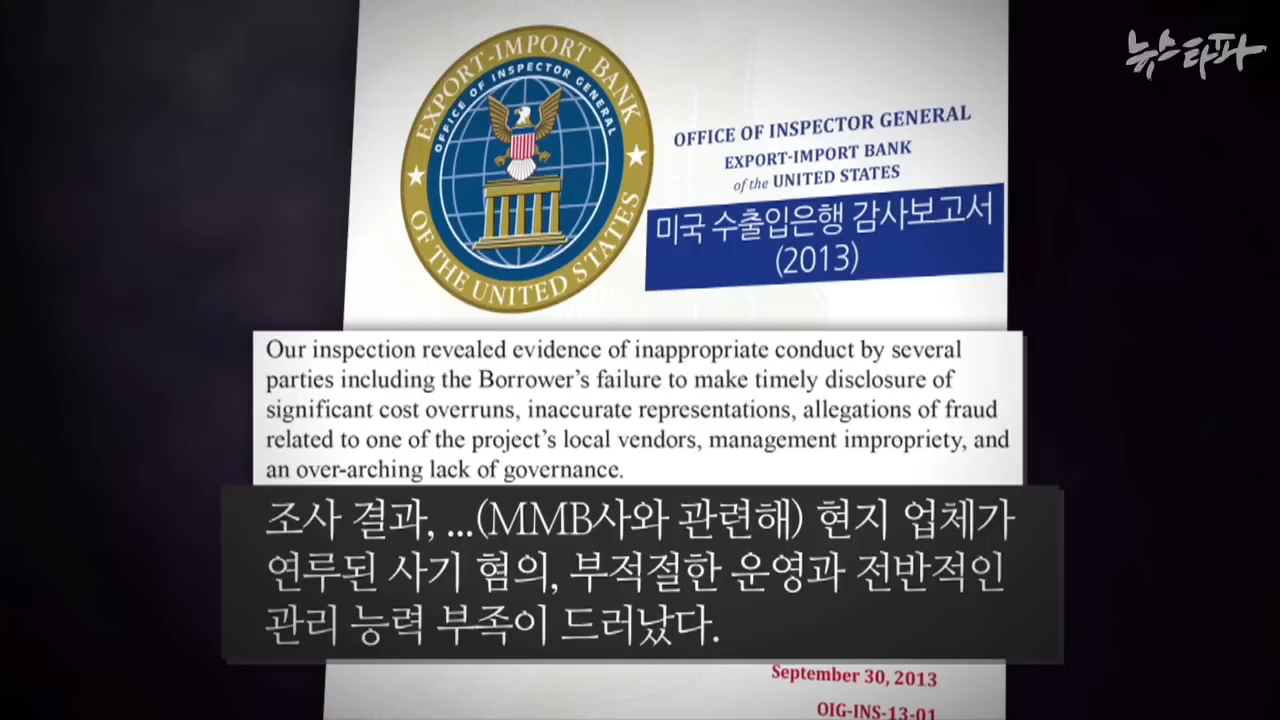 뉴스타파
EXPORT-IMPORT BANK
OFFICE OF INSPECTOR GENERAL
OF THE UNITED STATES
OFFICE OF INSPECTOR GENERAL
EXPORT-IMPORT BANK
of the UNITED STATES
미국 수출입은행 감사보고서
(2013)
Our inspection revealed evidence of inappropriate conduct by several
parties including the Borrower's failure to make timely disclosure of
significant cost overruns, inaccurate representations, allegations of fraud
related to one of the project's local vendors, management impropriety, and
an over-arching lack of governance.
조사 결과, ...(MMB사와 관련해) 현지 업체가
연루된 사기 혐의, 부적절한 운영과 전반적인
관리 능력 부족이 드러났다.
September 30, 2013
OIG-INS-13-01